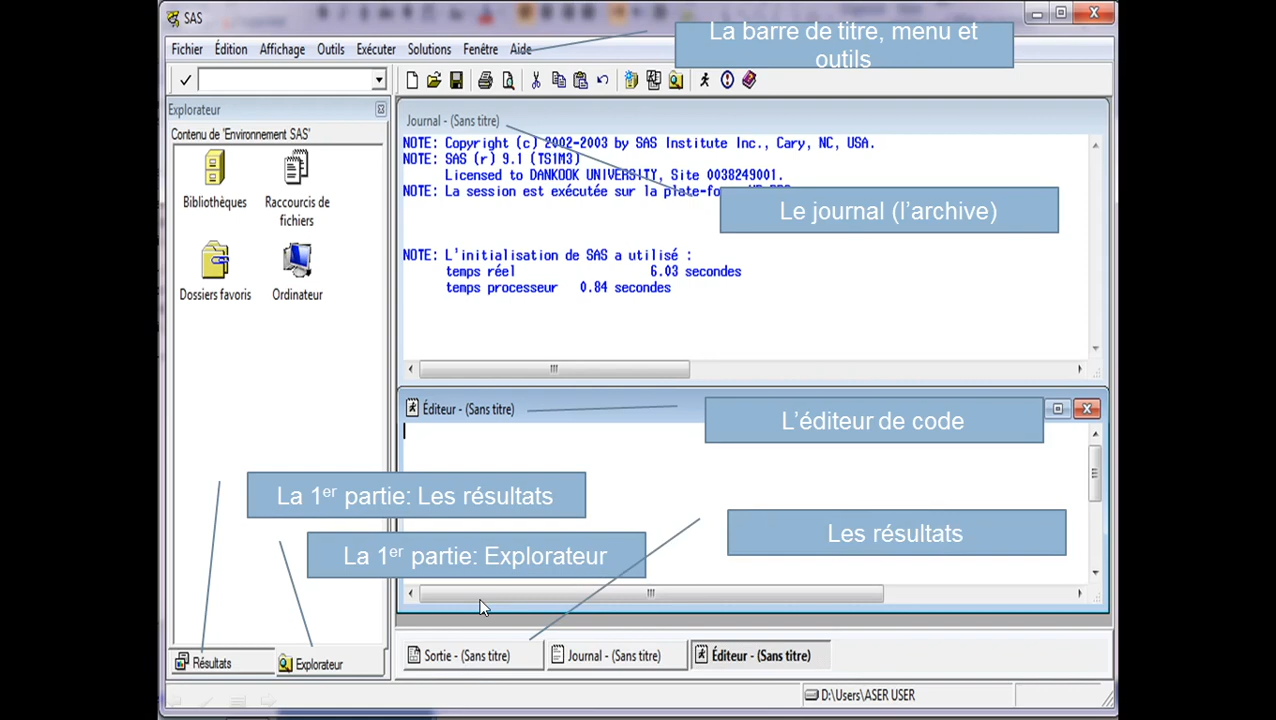 SAS
La barre de titre, menu et
outils
Fichier Édition Affichage Outils Exécuter Solutions Fenêtre Aide
Explorateur
Contenu de 'Environnement SAS'
Bibliothèques
Raccourcis de
fichiers
Dossiers favoris
Ordinateur
Journal - (Sans titre)
NOTE: Copyright (c) 2002-2003 by SAS Institute Inc., Cary, NC, USA.
NOTE: SAS (r) 9.1 (TS1M3)
Licensed to DANKOOK UNIVERSITY, Site 0038249001.
NOTE: La session est exécutée sur la
Le journal (l'archive)
NOTE: L'initialisation de SAS a utilisé :
temps réel 6.03 secondes
temps processeur 0.84 secondes
Éditeur - (Sans titre)
L'éditeur de code
La 1er partie: Les résultats
Les résultats
La 1er partie: Explorateur
Résultats
Explorateur
Sortie - (Sans titre)
Journal - (Sans titre)
Éditeur - (Sans titre)
D:\Users\ASER USER